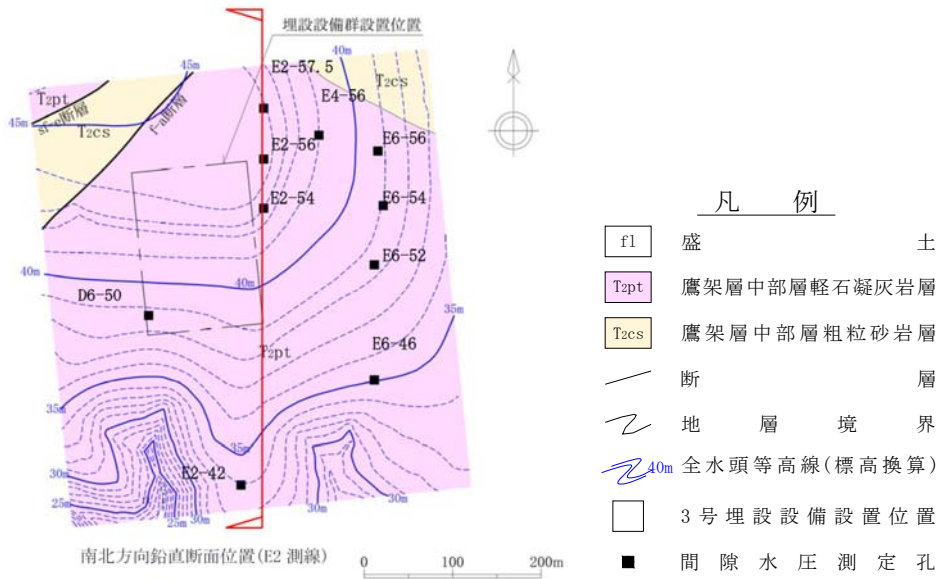 埋設設備群設置位置
45m
E2-57.5
40m
T2pt
T2cs
E4-56
sf-e断層
f-a断層
45m
T2cs
E6-56
E2-56
E2-54
E6-54
E6-52
40m
40m
D6-50
35m
T2pt
E6-46
35m
35m
E2-42
30m
25m
25m
30m
30m
30m
南北方向鉛直断面位置(E2 測線)
0 100 200m
凡 例
fl 盛 土
T2pt 鷹架層中部層軽石凝灰岩層
T2cs 鷹架層中部層粗粒砂岩層
断 層
地 層 境 界
40m 全水頭等高線(標高換算)
3号埋設設備設置位置
間隙水圧測定孔